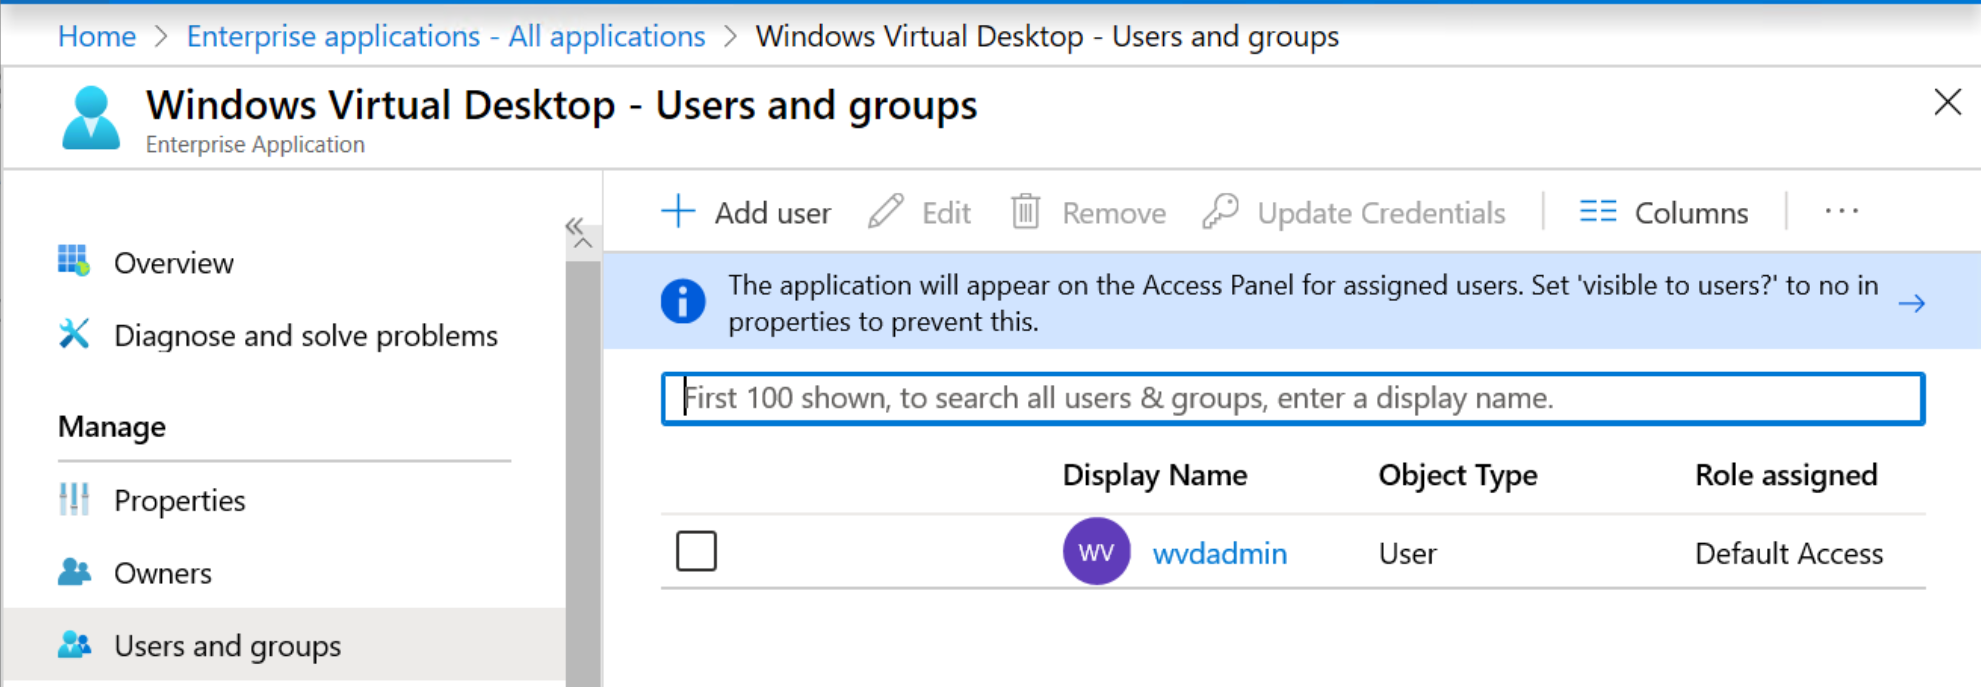 Home > Enterprise applications - All applications > Windows Virtual Desktop - Users and groups
Windows Virtual Desktop - Users and groups
Enterprise Application
Overview
Diagnose and solve problems
Manage
Properties
Owners
Users and groups
Add user Edit Remove Update Credentials Columns ...
The application will appear on the Access Panel for assigned users. Set 'visible to users?' to no in
properties to prevent this.
First 100 shown, to search all users & groups, enter a display name.
Display Name Object Type Role assigned
WV wvdadmin User Default Access